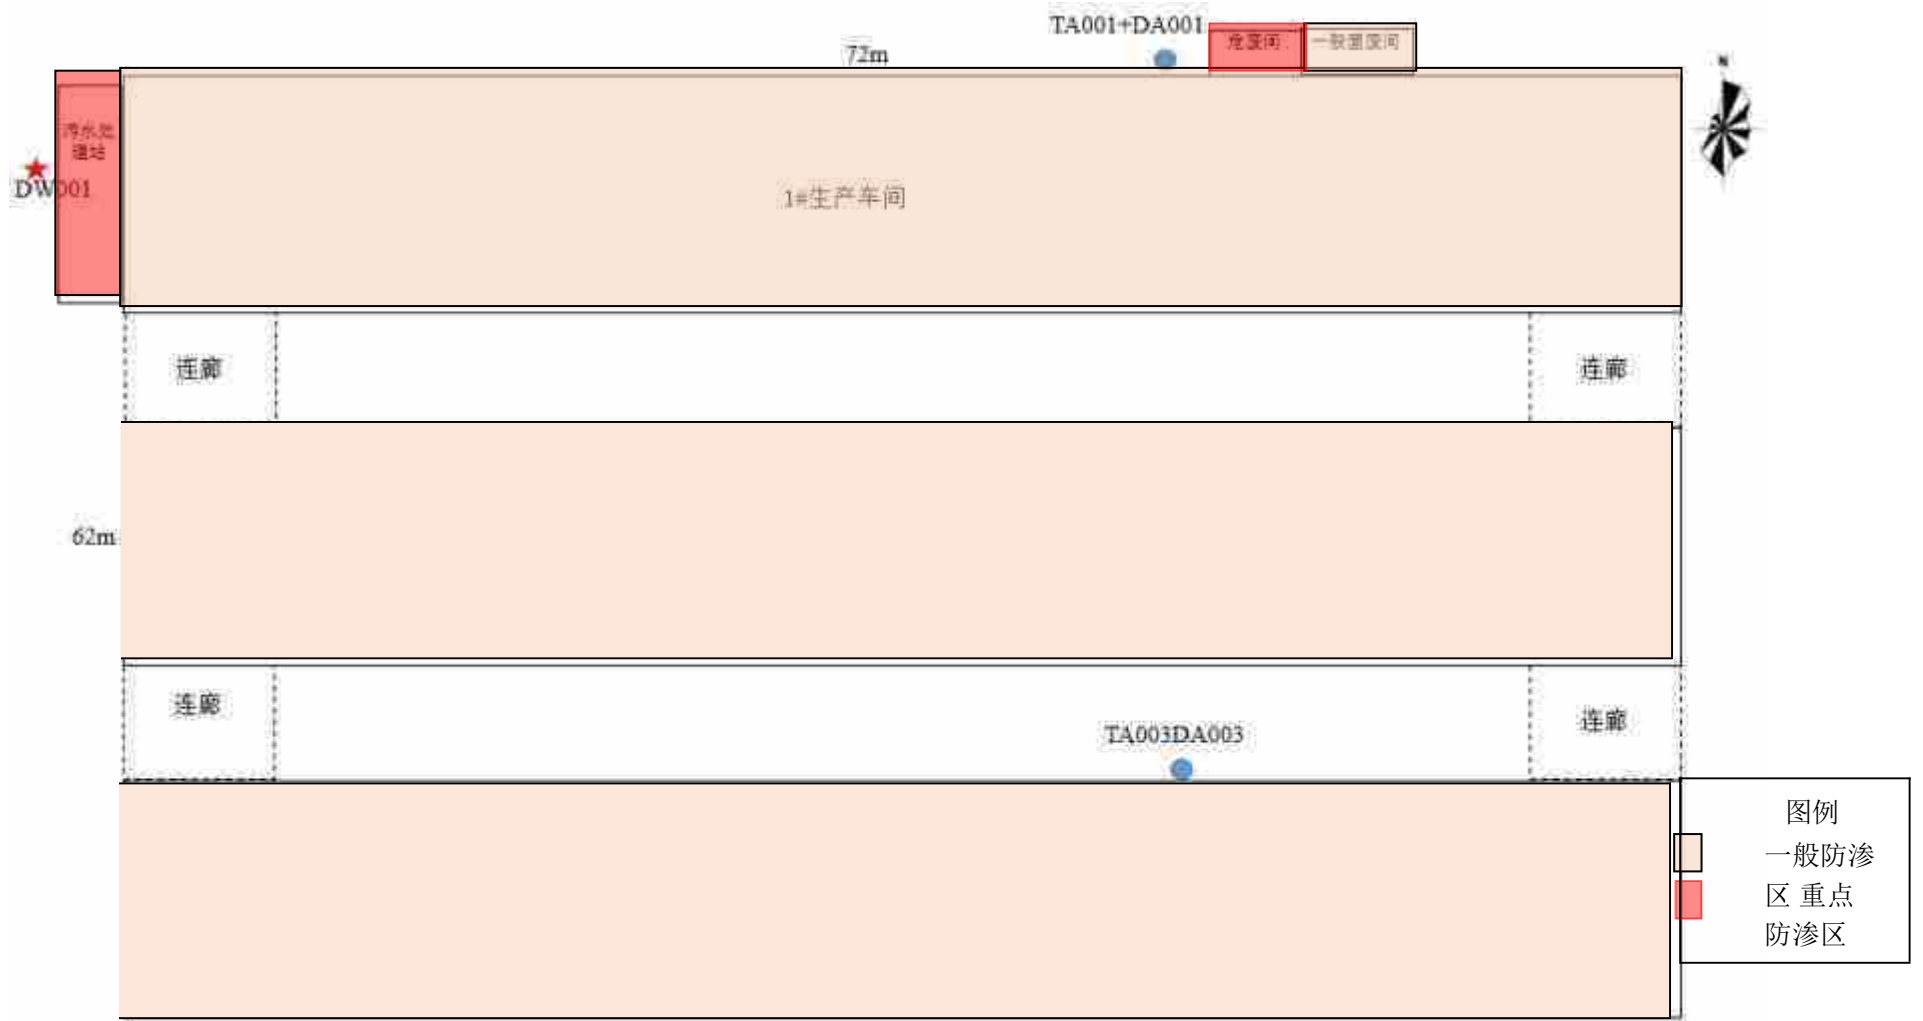 TA001+DA001
危废间
一般固废间
72m
N
污水处
理站
DW001
1#生产车间
连廊
连廊
62m
连廊
连廊
TA003DA003
图例
一般防渗
区 重点
防渗区